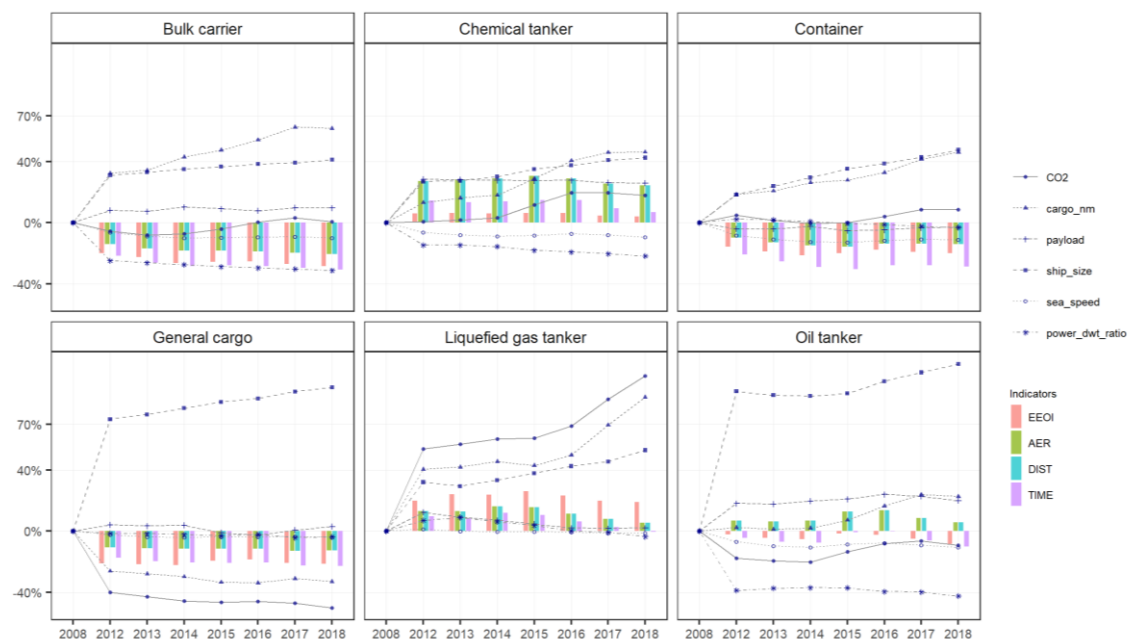 Bulk carrier
Chemical tanker
Container
70%
40%
0%
-40%
General cargo
Liquefied gas tanker
Oil tanker
70%
40%
0%
-40%
2008 2012 2013 2014 2015 2016 2017 2018
2008 2012 2013 2014 2015 2016 2017 2018
2008 2012 2013 2014 2015 2016 2017 2018
CO2
cargo_nm
payload
ship_size
sea_speed
power_dwt_ratio
Indicators
EEOI
AER
DIST
TIME